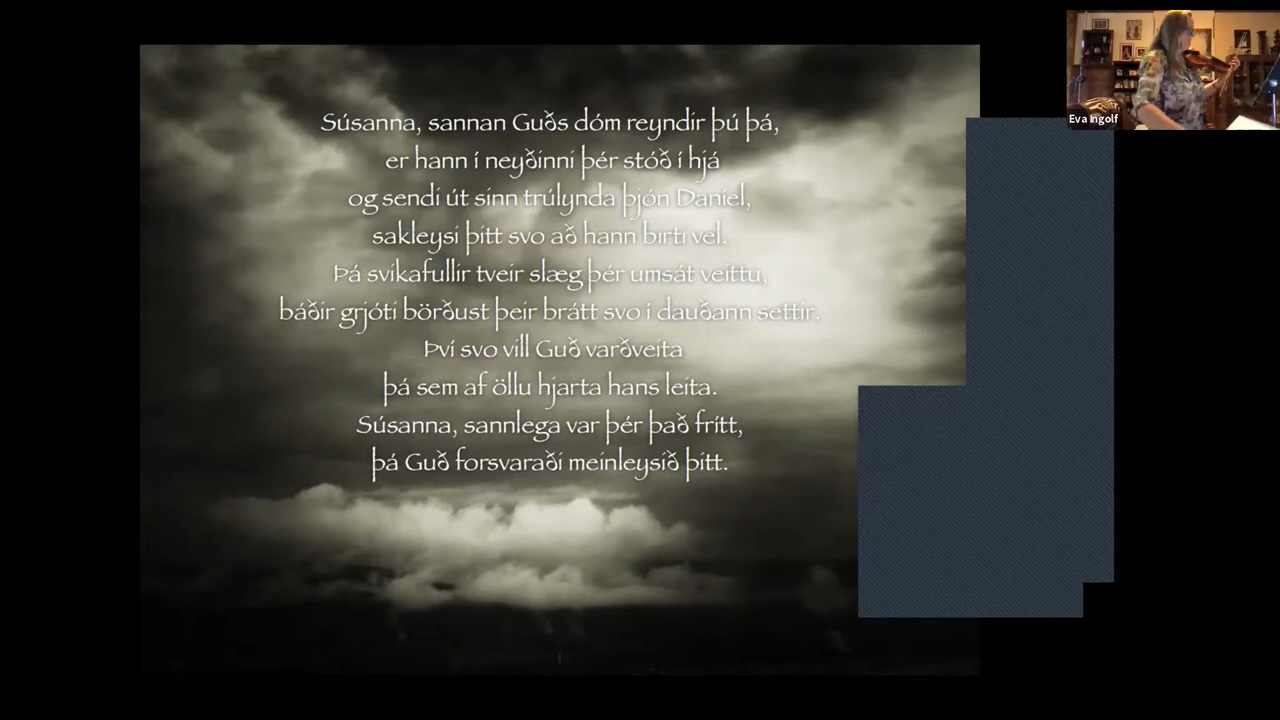 Súsanna, sannan Guðs dóm reyndir þú þá,
er hann í neyðinni þér stóð í hjá
og sendi út sinn trúlynda þjón Daníel,
sakleysi þitt svo að hann birti vel.
Þá svikafullir tveir slæg þér umsát veittu,
báðir grjóti börðust þeir brátt svo í dauðann settir.
Því svo vill Guð varðveita
þá sem af öllu hjarta hans leita.
Súsanna, sannlega var þér það frítt,
þá Guð forsvaraði meinleysið þitt.
Eva Ingolf